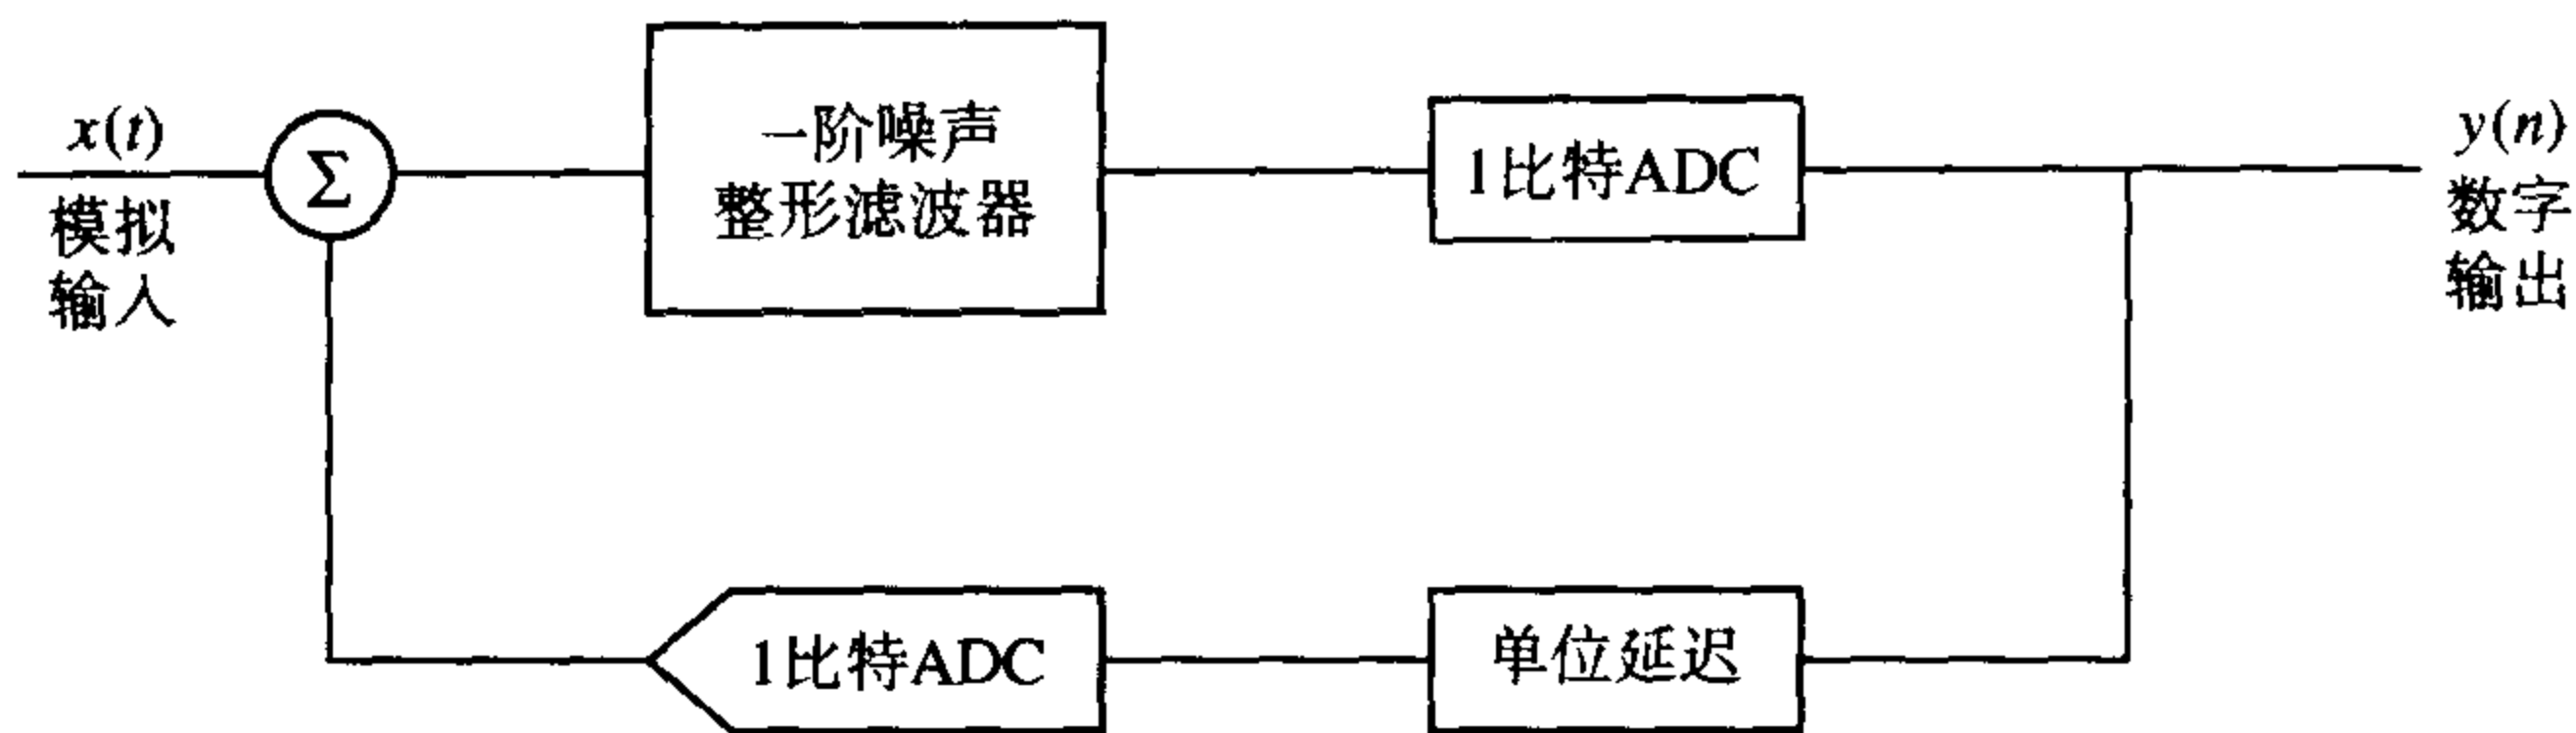 x(t)
模拟
输入
Σ
一阶噪声
整形滤波器
1比特ADC
y(n)
数字
输出
1比特ADC
单位延迟